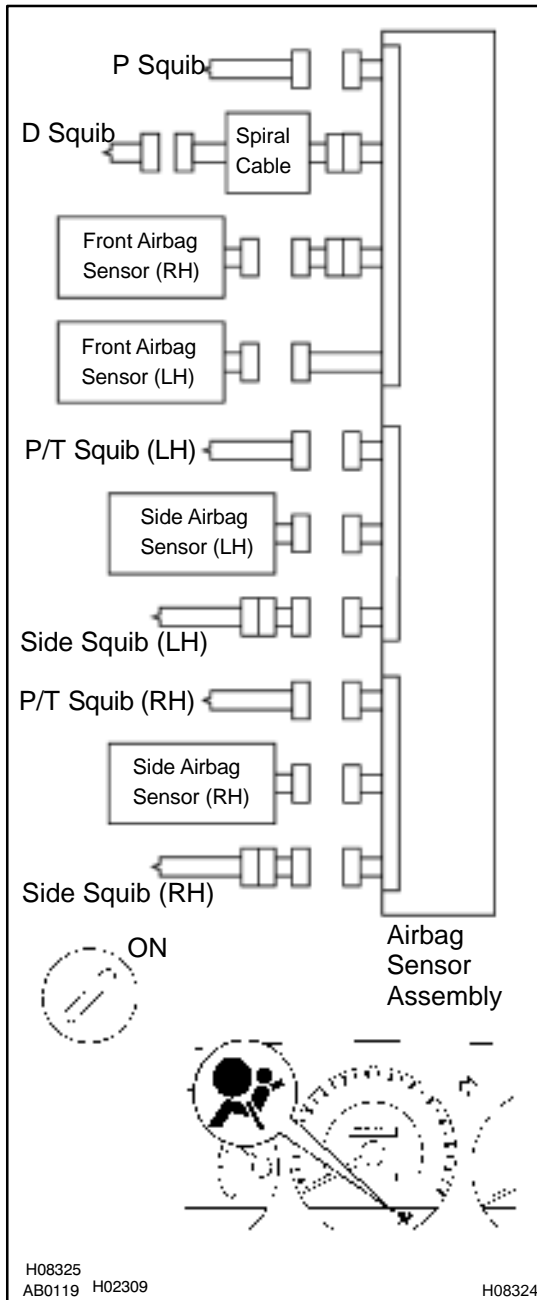 P Squib
D Squib
Spiral
Cable
Front Airbag
Sensor (RH)
Front Airbag
Sensor (LH)
P/T Squib (LH)
Side Airbag
Sensor (LH)
Side Squib (LH)
P/T Squib (RH)
Side Airbag
Sensor (RH)
Side Squib (RH)
Airbag
Sensor
Assembly
ON
H08325
AB0119 H02309
H08324